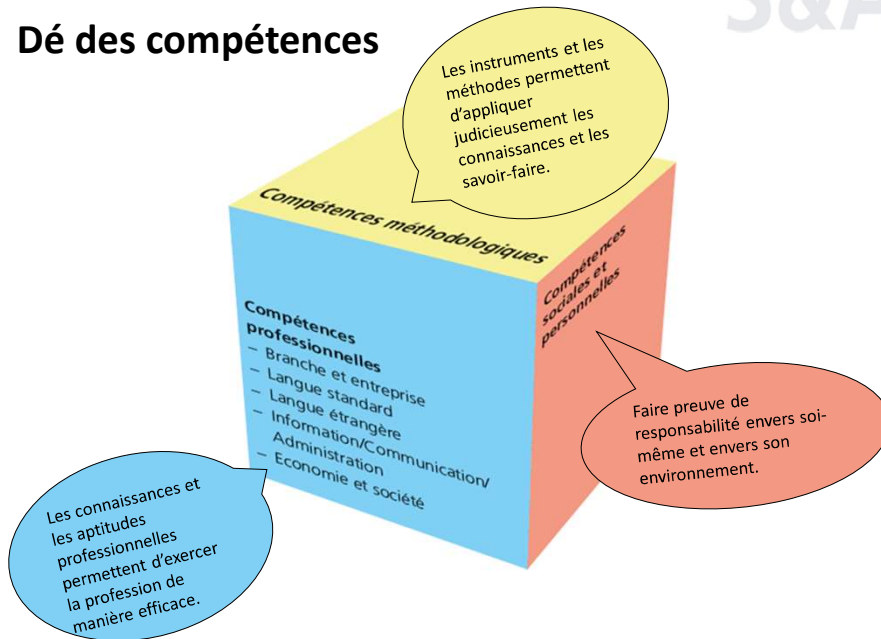 S&A
Dé des compétences
Les instruments et les
méthodes permettent
d'appliquer
judicieusement les
connaissances et les
savoir-faire.
Compétences méthodologiques
Compétences
sociales et
personnelles
Compétences
professionnelles
– Branche et entreprise
– Langue standard
– Langue étrangère
– Information/Communication/
Administration
– Economie et société
Faire preuve de
responsabilité envers soi-
même et envers son
environnement.
Les connaissances et
les aptitudes
professionnelles
permettent d'exercer
la profession de
manière efficace.